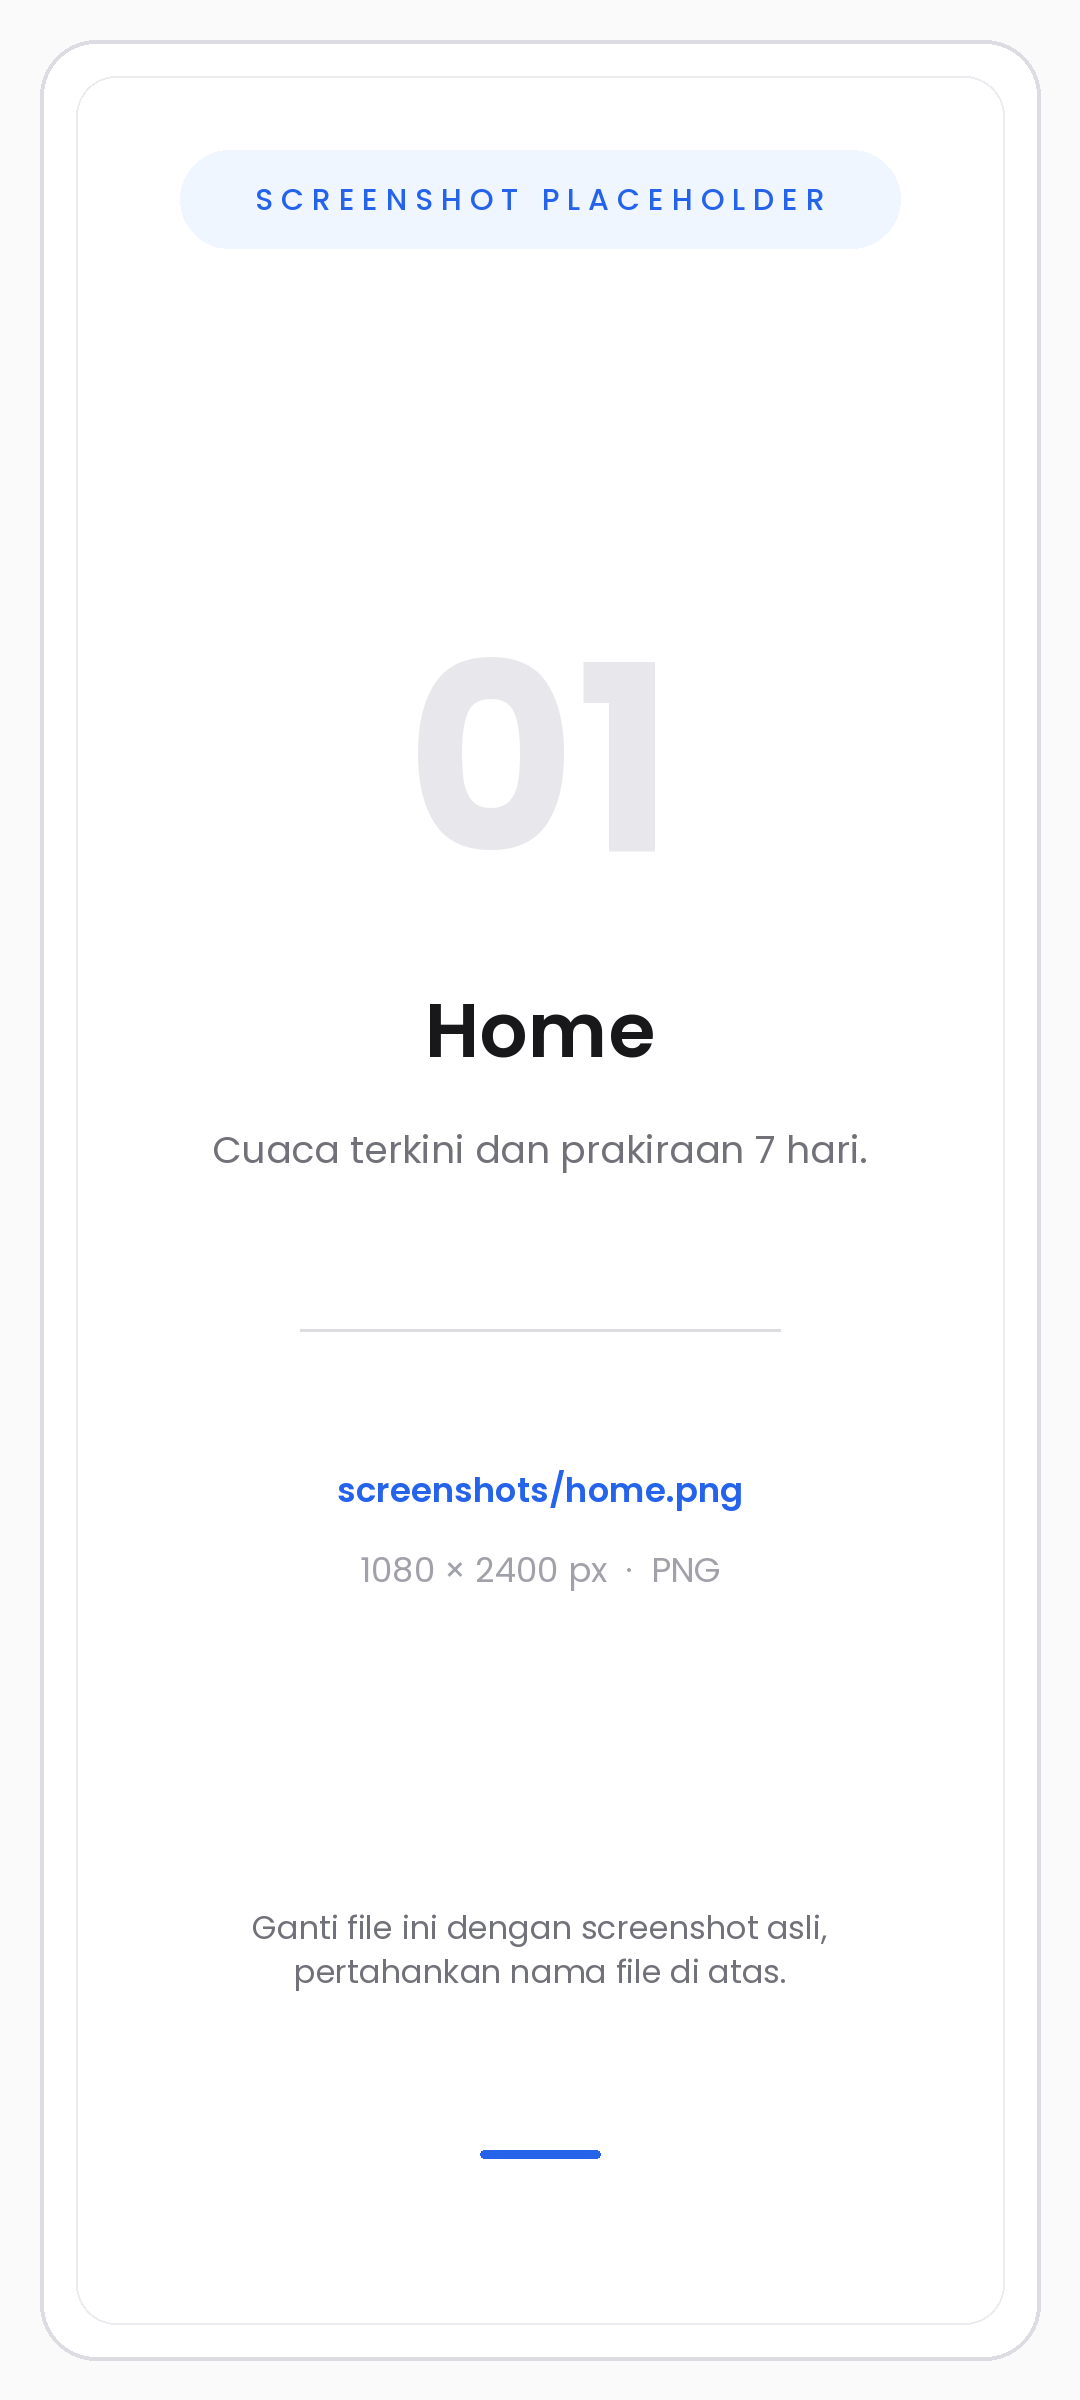 SCREENSHOT PLACEHOLDER
01
Home
Cuaca terkini dan prakiraan 7 hari.
screenshots/home.png
1080 × 2400 px · PNG
Ganti file ini dengan screenshot asli,
pertahankan nama file di atas.